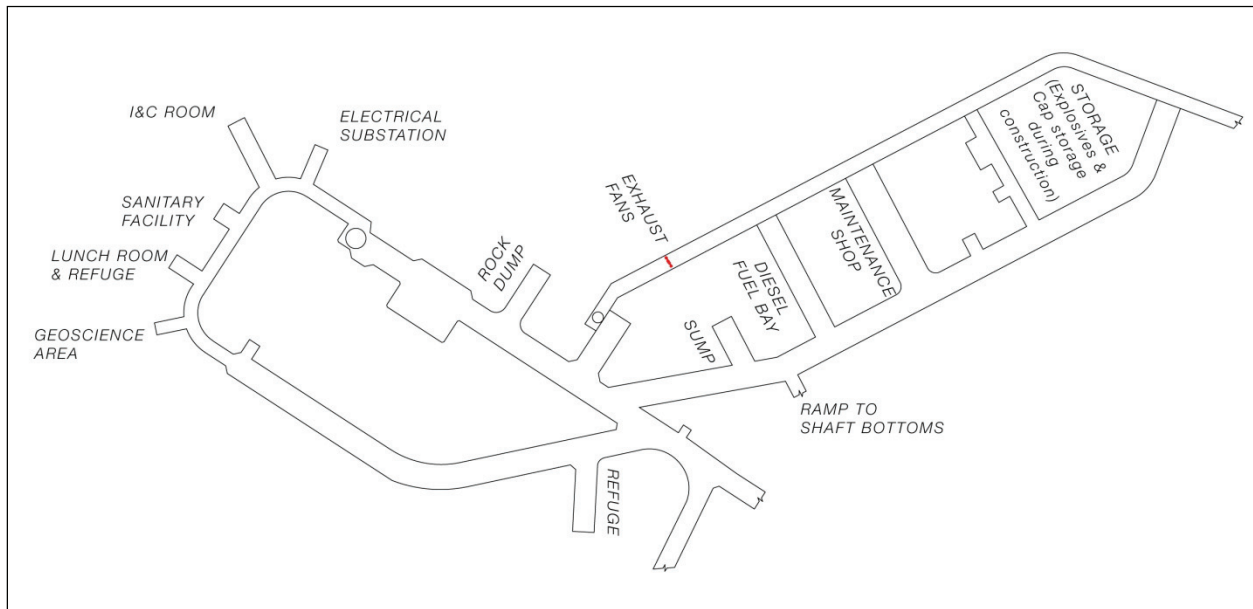 I&C ROOM
ELECTRICAL
SUBSTATION
SANITARY
FACILITY
LUNCH ROOM
& REFUGE
GEOSCIENCE
AREA
ROCK
DUMP
EXHAUST
FANS
SUMP
DIESEL
FUEL BAY
MAINTENANCE
SHOP
STORAGE
(Explosives &
Cap storage
during
construction)
RAMP TO
SHAFT BOTTOMS
REFUGE